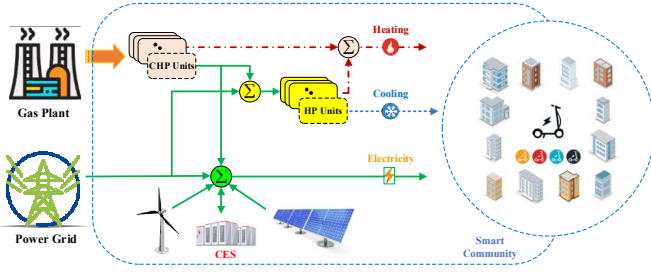 Heating
CHP Units
Σ
Σ
HP Units
Cooling
Gas Plant
Electricity
Σ
Power Grid
CES
Smart
Community